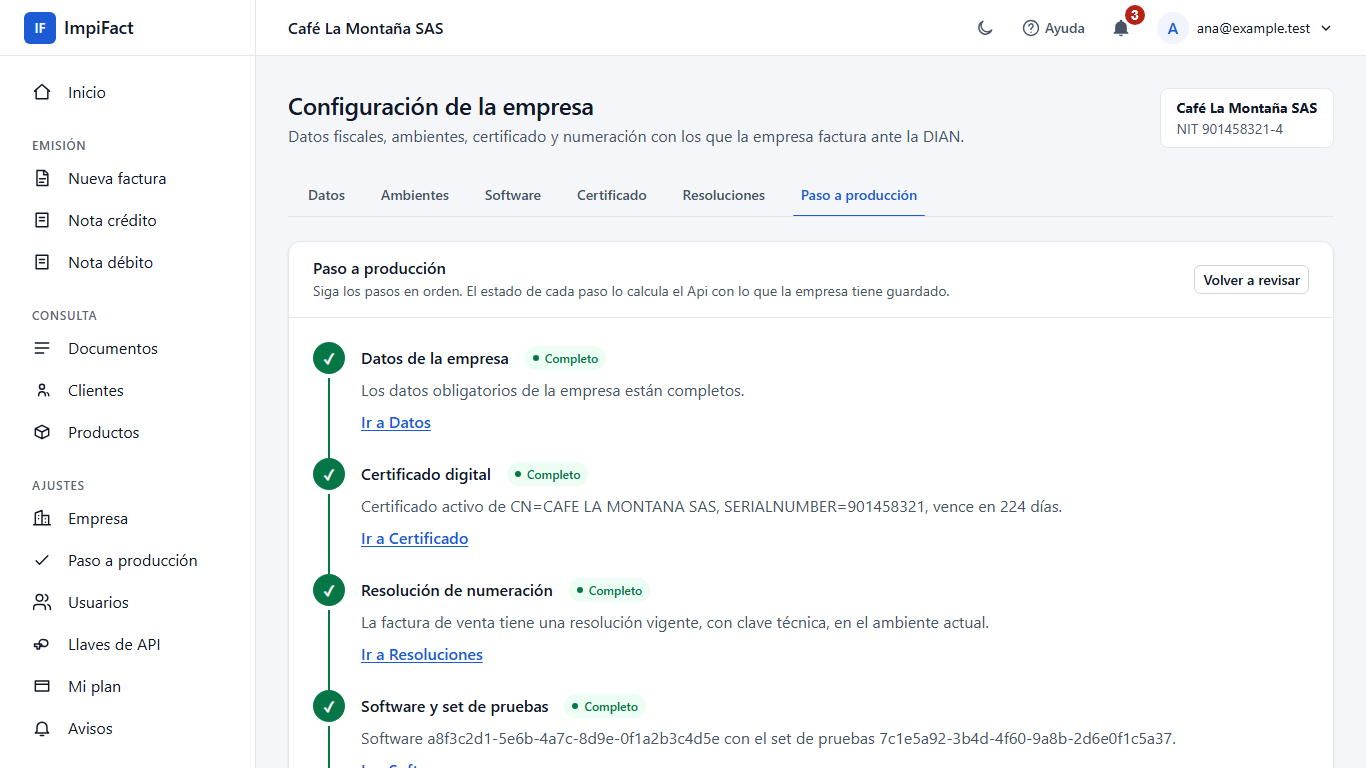 IF ImpiFact
Café La Montaña SAS
Ayuda
3
A
ana@example.test
Inicio
EMISIÓN
Nueva factura
Nota crédito
Nota débito
CONSULTA
Documentos
Clientes
Productos
AJUSTES
Empresa
Paso a producción
Usuarios
Llaves de API
Mi plan
Avisos
Configuración de la empresa
Datos fiscales, ambientes, certificado y numeración con los que la empresa factura ante la DIAN.
Café La Montaña SAS
NIT 901458321-4
Datos Ambientes Software Certificado Resoluciones Paso a producción
Paso a producción
Siga los pasos en orden. El estado de cada paso lo calcula el Api con lo que la empresa tiene guardado.
Volver a revisar
Datos de la empresa Completo
Los datos obligatorios de la empresa están completos.
Ir a Datos
Certificado digital Completo
Certificado activo de CN=CAFE LA MONTANA SAS, SERIALNUMBER=901458321, vence en 224 días.
Ir a Certificado
Resolución de numeración Completo
La factura de venta tiene una resolución vigente, con clave técnica, en el ambiente actual.
Ir a Resoluciones
Software y set de pruebas Completo
Software a8f3c2d1-5e6b-4a7c-8d9e-0f1a2b3c4d5e con el set de pruebas 7c1e5a92-3b4d-4f60-9a8b-2d6e0f1c5a37.